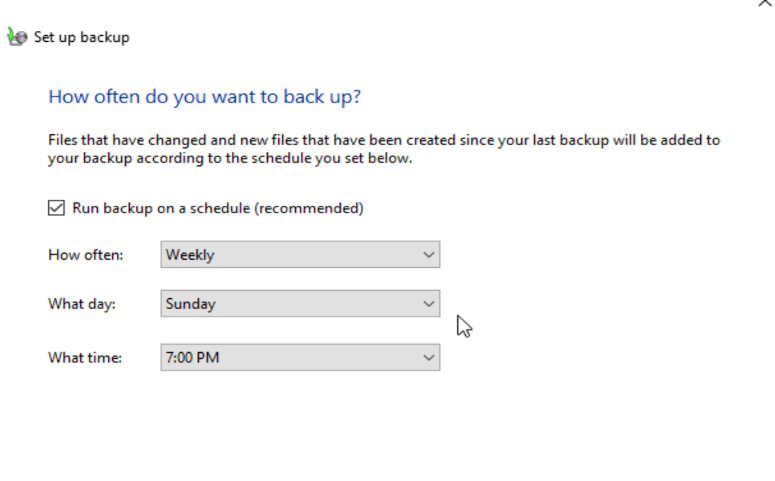 Set up backup
How often do you want to back up?
Files that have changed and new files that have been created since your last backup will be added to
your backup according to the schedule you set below.
Run backup on a schedule (recommended)
How often: Weekly
What day: Sunday
What time: 7:00 PM